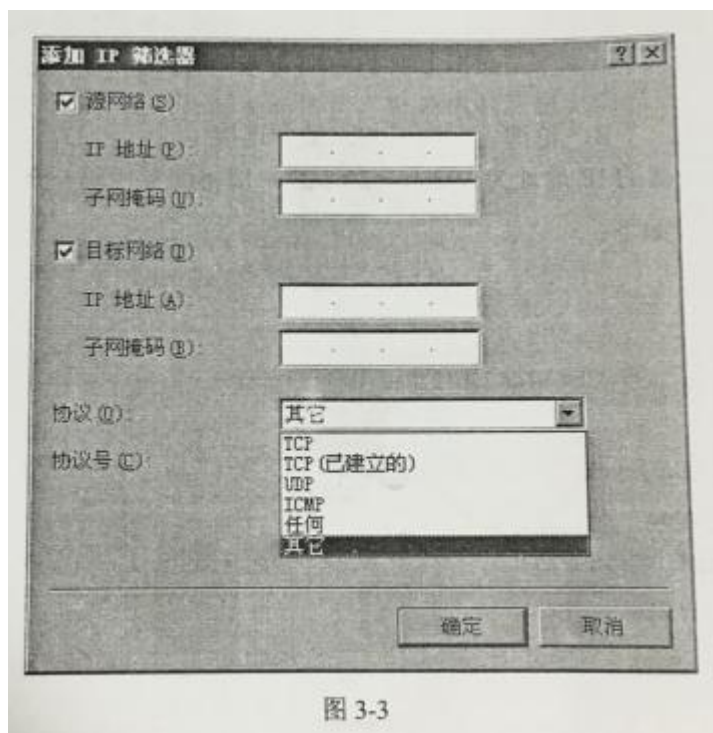 添加 IP 筛选器
源网络(S)
IP 地址(P):
子网掩码(U):
目标网络(D)
IP 地址(A):
子网掩码(B):
协议(O): 其它
协议号(C):
TCP
TCP(已建立的)
UDP
ICMP
任何
其它
确定 取消
图 3-3